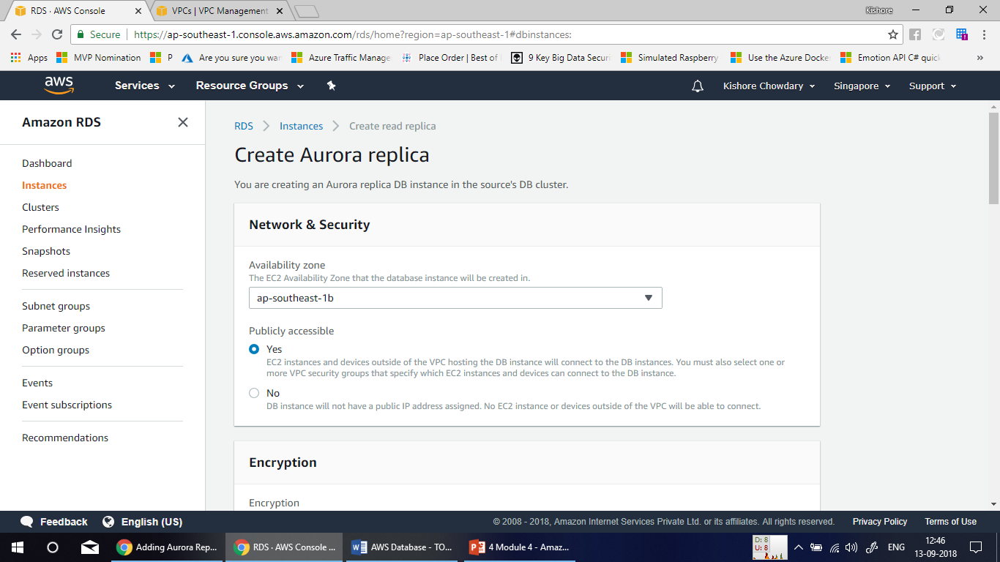 RDS · AWS Console
VPCs | VPC Management
Kishore
Secure
https://ap-southeast-1.console.aws.amazon.com/rds/home?region=ap-southeast-1#dbinstances:
Apps
MVP Nomination
P
Are you sure you wan
Azure Traffic Manage
Place Order | Best of
9 Key Big Data Securi
Simulated Raspberry
Use the Azure Docke
Emotion API C# quick
»
aws
Services
Resource Groups
Kishore Chowdary
Singapore
Support
Amazon RDS
Dashboard
Instances
Clusters
Performance Insights
Snapshots
Reserved instances
Subnet groups
Parameter groups
Option groups
Events
Event subscriptions
Recommendations
RDS
Instances
Create read replica
Create Aurora replica
You are creating an Aurora replica DB instance in the source's DB cluster.
Network & Security
Availability zone
The EC2 Availability Zone that the database instance will be created in.
ap-southeast-1b
Publicly accessible
Yes
EC2 instances and devices outside of the VPC hosting the DB instance will connect to the DB instances. You must also select one or
more VPC security groups that specify which EC2 instances and devices can connect to the DB instance.
No
DB instance will not have a public IP address assigned. No EC2 instance or devices outside of the VPC will be able to connect.
Encryption
Encryption
Feedback
English (US)
© 2008 - 2018, Amazon Internet Services Private Ltd. or its affiliates. All rights reserved.
Privacy Policy
Terms of Use
Adding Aurora Rep...
RDS · AWS Console ...
AWS Database - TO...
4 Module 4 - Amaz...
D: 8
U: 8
ENG
12:46
13-09-2018